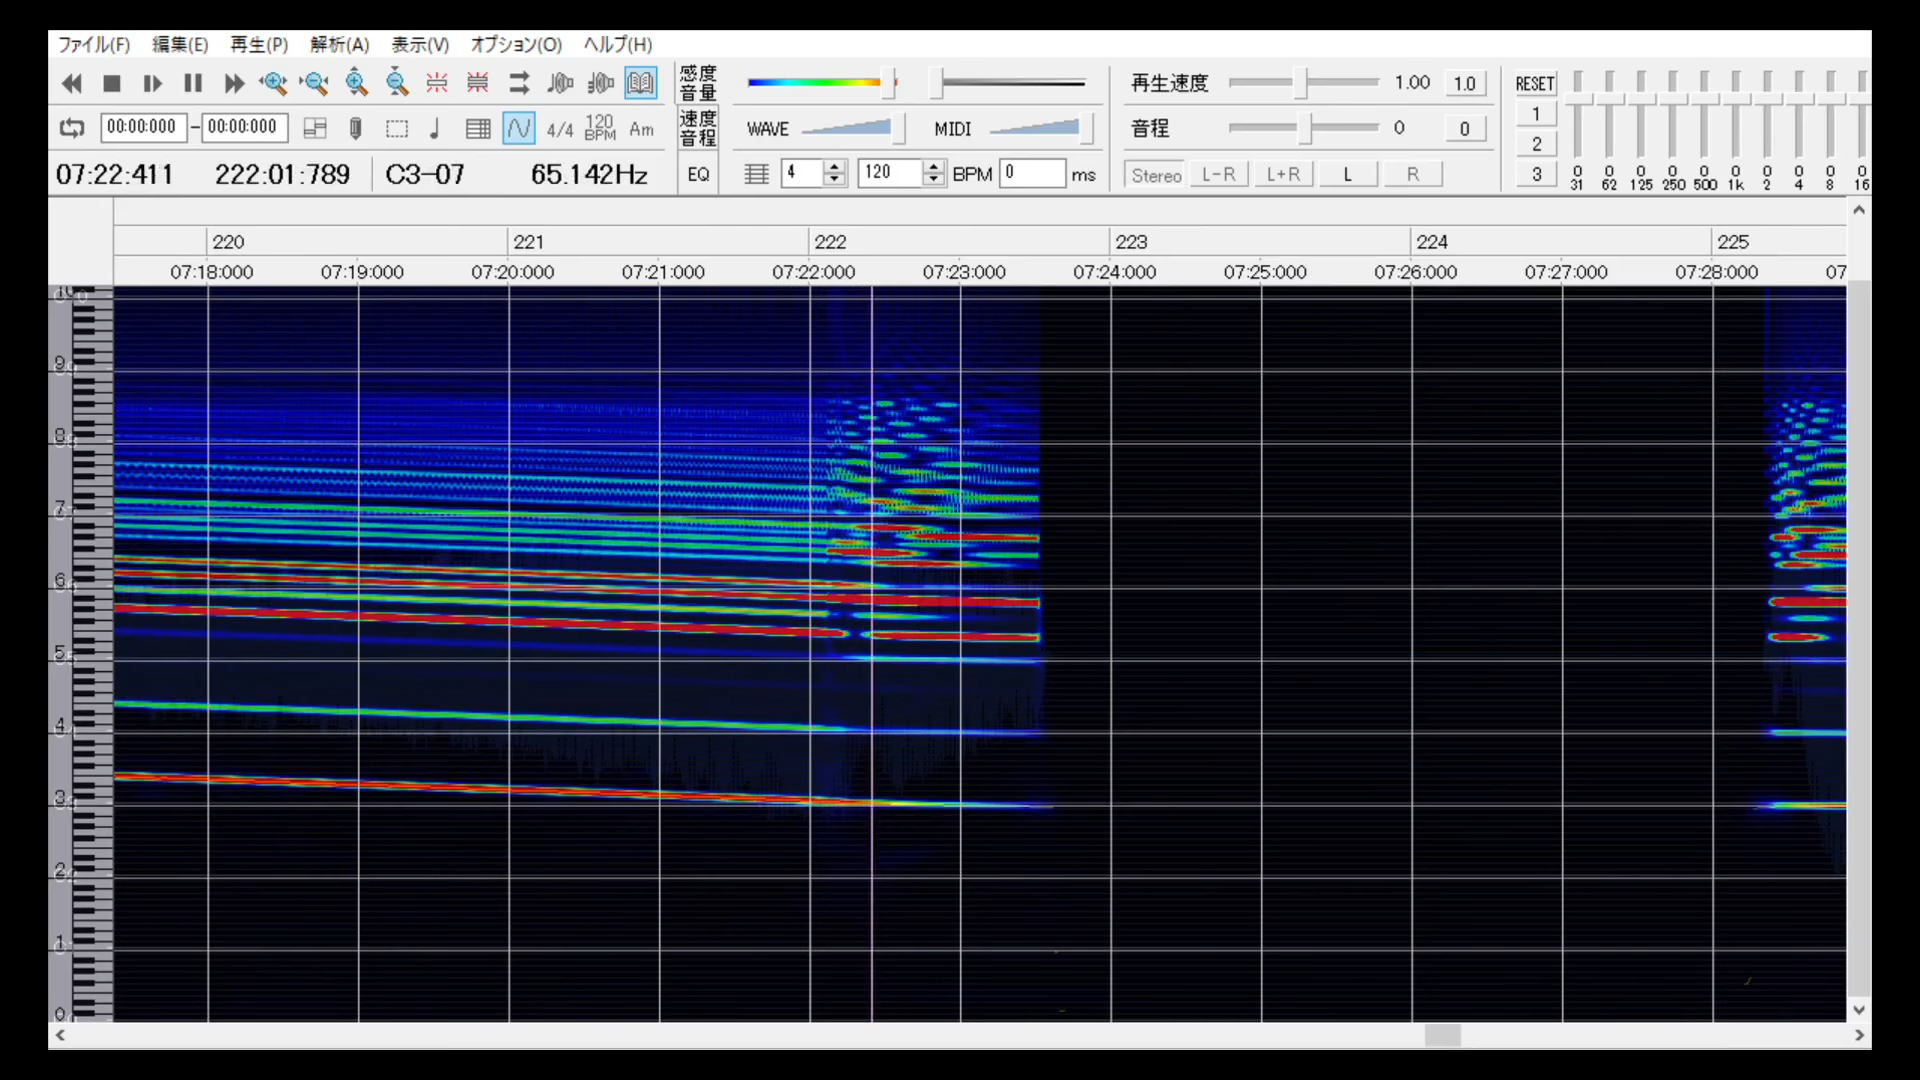 ファイル(F) 編集(E) 再生(P) 解析(A) 表示(V) オプション(O) ヘルプ(H)
感度
音量
再生速度 1.00 1.0
RESET
00:00:000 – 00:00:000
4/4
120
BPM
Am
速度
音程
WAVE MIDI
音程 0 0
1
2
3
07:22:411 222:01:789 C3-07 65.142Hz
EQ
4 120 BPM 0 ms
Stereo L-R L+R L R
0 0 0 0 0 0 0 0 0 0
31 62 125 250 500 1k 2 4 8 16
220 221 222 223 224 225
07:18:000 07:19:000 07:20:000 07:21:000 07:22:000 07:23:000 07:24:000 07:25:000 07:26:000 07:27:000 07:28:000 07
9
8
7
6
5
4
3
2
1
0